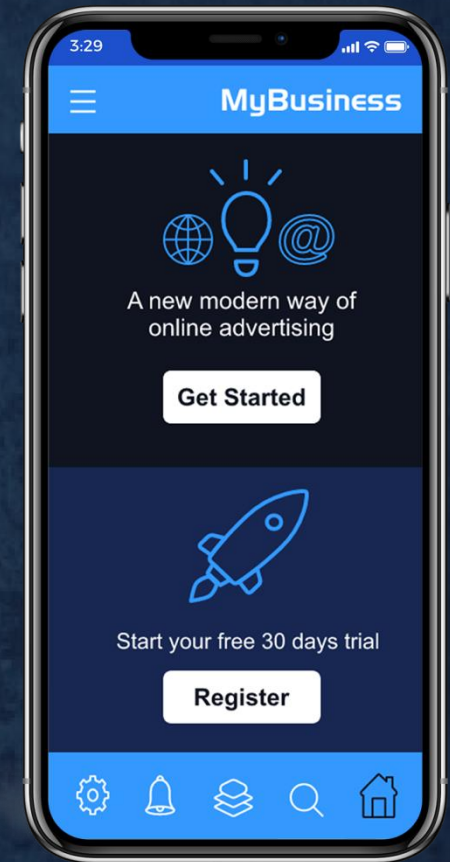 3:29
MyBusiness
@
A new modern way of
online advertising
Get Started
Start your free 30 days trial
Register